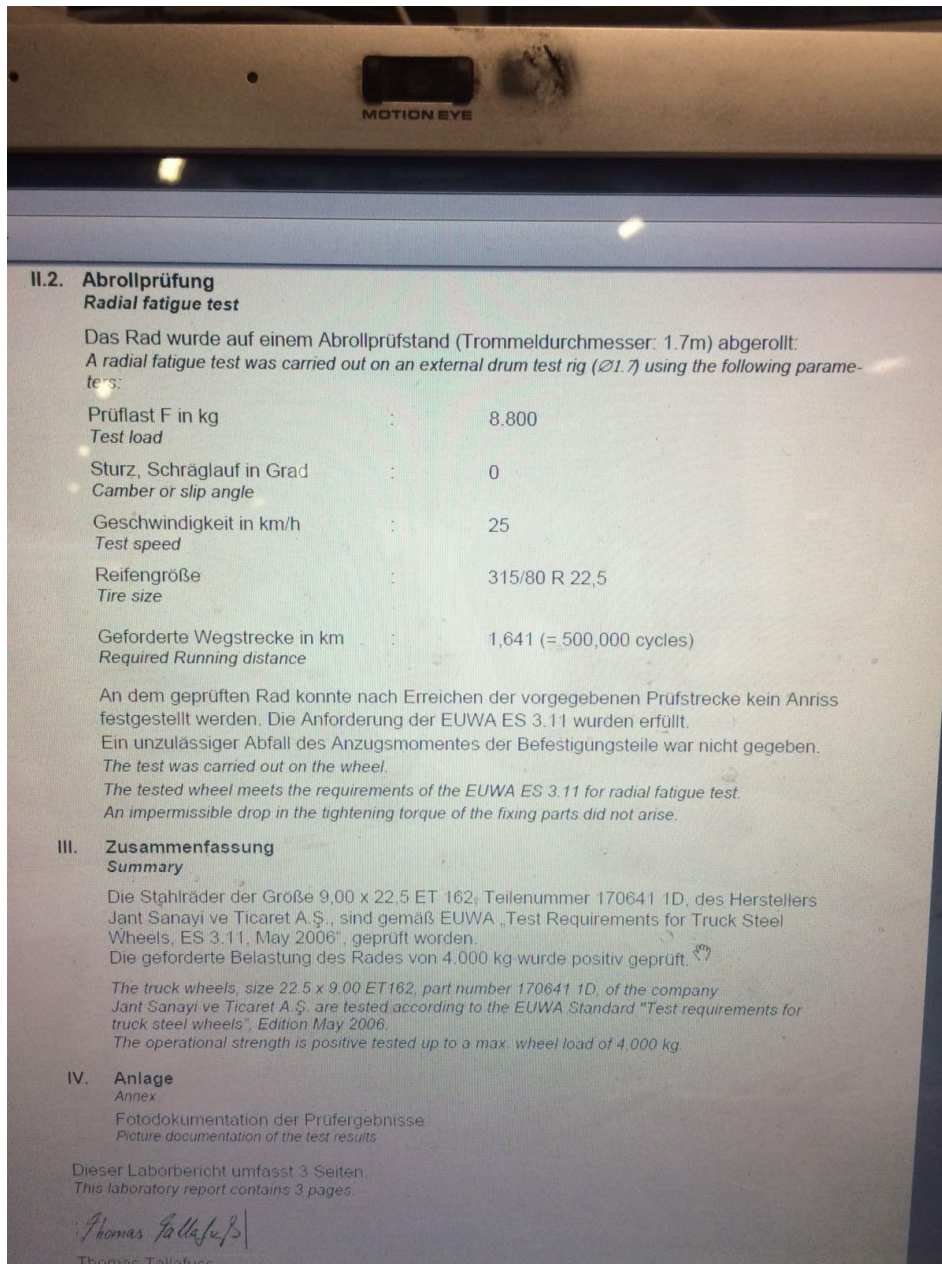 MOTION EYE
II.2. Abrollprüfung
Radial fatigue test
Das Rad wurde auf einem Abrollprüfstand (Trommeldurchmesser: 1.7m) abgerollt:
A radial fatigue test was carried out on an external drum test rig (Ø1.7) using the following parame-
ters:
Prüflast F in kg : 8.800
Test load
Sturz, Schräglauf in Grad : 0
Camber or slip angle
Geschwindigkeit in km/h : 25
Test speed
Reifengröße : 315/80 R 22,5
Tire size
Geforderte Wegstrecke in km : 1,641 (= 500,000 cycles)
Required Running distance
An dem geprüften Rad konnte nach Erreichen der vorgegebenen Prüfstrecke kein Anriss
festgestellt werden. Die Anforderung der EUWA ES 3.11 wurden erfüllt.
Ein unzulässiger Abfall des Anzugsmomentes der Befestigungsteile war nicht gegeben.
The test was carried out on the wheel.
The tested wheel meets the requirements of the EUWA ES 3.11 for radial fatigue test.
An impermissible drop in the tightening torque of the fixing parts did not arise.
III. Zusammenfassung
Summary
Die Stahlräder der Größe 9,00 x 22,5 ET 162, Teilenummer 170641 1D, des Herstellers
Jant Sanayi ve Ticaret A.Ş., sind gemäß EUWA „Test Requirements for Truck Steel
Wheels, ES 3.11, May 2006", geprüft worden.
Die geforderte Belastung des Rades von 4.000 kg wurde positiv geprüft.
The truck wheels, size 22.5 x 9.00 ET162, part number 170641 1D, of the company
Jant Sanayi ve Ticaret A.Ş. are tested according to the EUWA Standard "Test requirements for
truck steel wheels", Edition May 2006.
The operational strength is positive tested up to a max. wheel load of 4,000 kg.
IV. Anlage
Annex
Fotodokumentation der Prüfergebnisse
Picture documentation of the test results
Dieser Laborbericht umfasst 3 Seiten.
This laboratory report contains 3 pages.
Thomas Tallafuß
Thomas Tallafuss